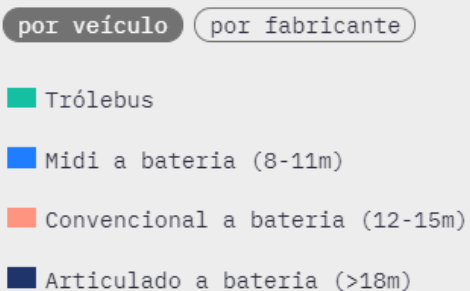 por veículo por fabricante
Trólebus
Midi a bateria (8-11m)
Convencional a bateria (12-15m)
Articulado a bateria (>18m)